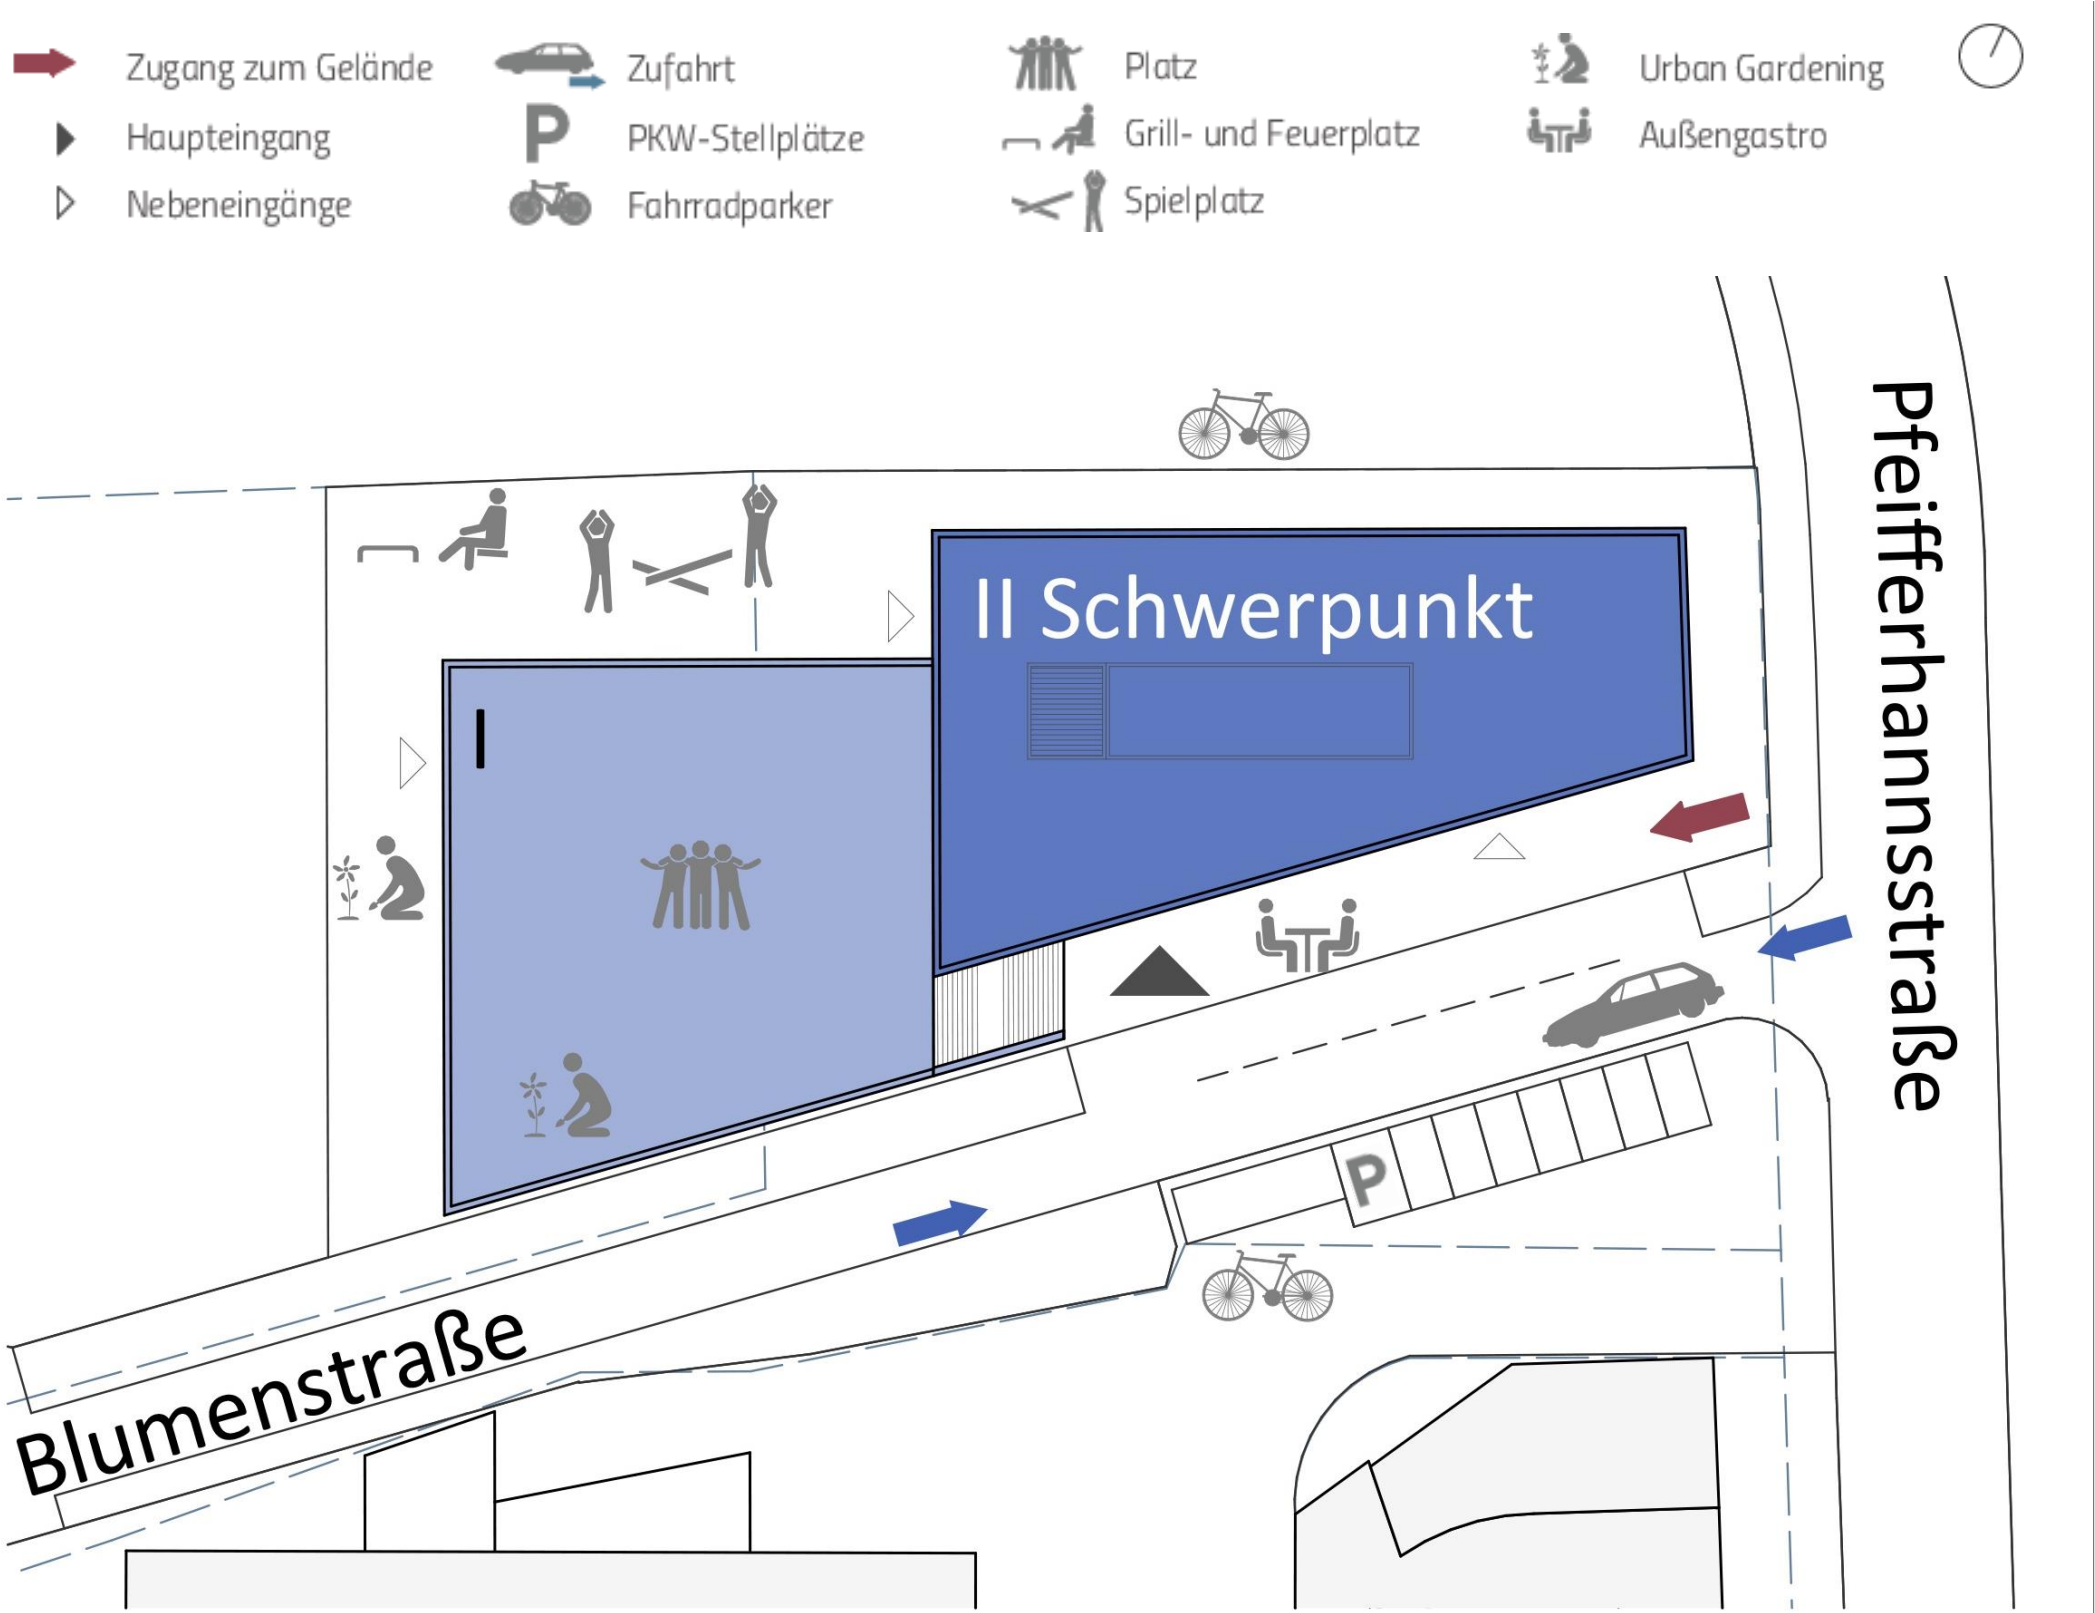 Zugang zum Gelände
Zufahrt
Platz
Urban Gardening
Haupteingang
P
PKW-Stellplätze
Grill- und Feuerplatz
Außengastro
Nebeneingänge
Fahrradparker
Spielplatz
Pfeifferhannsstraße
II Schwerpunkt
I
P
Blumenstraße